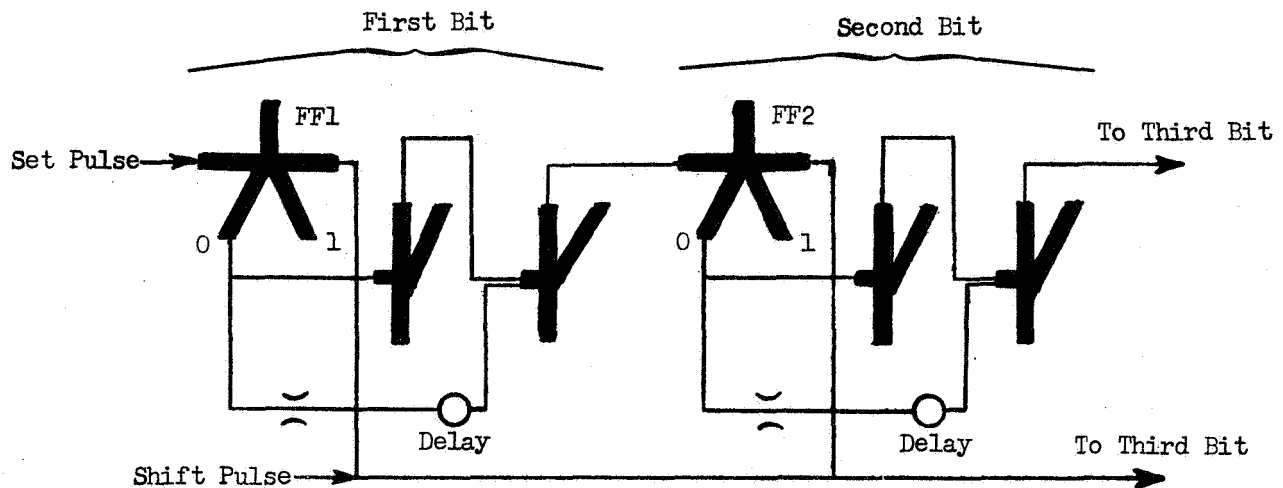 First Bit
Second Bit
FF1
FF2
To Third Bit
Set Pulse
0
1
0
1
Delay
Delay
To Third Bit
Shift Pulse